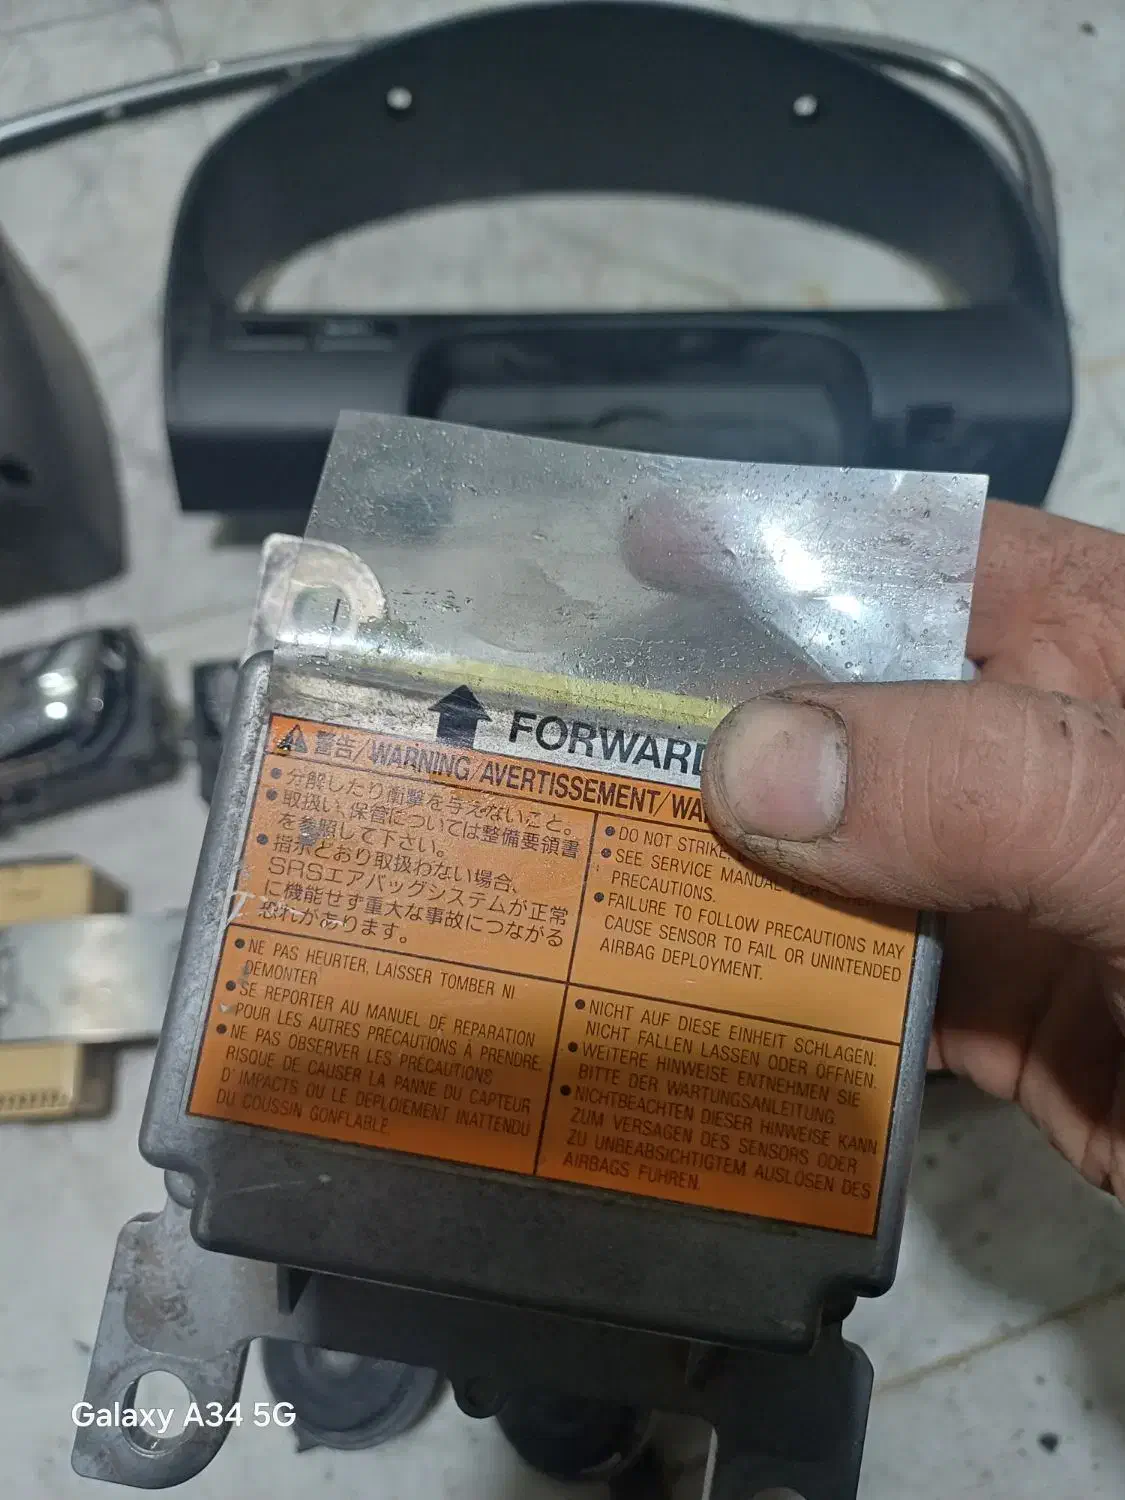 FORWARD
警告/WARNING/AVERTISSEMENT/WA
●分解したり衝撃を与えないこと。
●取扱い、保管については整備要領書
を参照して下さい。
●指示どおり取扱わない場合、
SRSエアバッグシステムが正常
に機能せず重大な事故につながる
恐れがあります。
●DO NOT STRIKE
●SEE SERVICE MANUAL FOR
PRECAUTIONS.
●FAILURE TO FOLLOW PRECAUTIONS MAY
CAUSE SENSOR TO FAIL OR UNINTENDED
AIRBAG DEPLOYMENT.
●NE PAS HEURTER, LAISSER TOMBER NI
DEMONTER
●SE REPORTER AU MANUEL DE REPARATION
POUR LES AUTRES PRECAUTIONS À PRENDRE.
●NE PAS OBSERVER LES PRÉCAUTIONS
RISQUE DE CAUSER LA PANNE DU CAPTEUR
D'IMPACTS OU LE DEPLOIEMENT INATTENDU
DU COUSSIN GONFLABLE.
●NICHT AUF DIESE EINHEIT SCHLAGEN.
NICHT FALLEN LASSEN ODER ÖFFNEN.
●WEITERE HINWEISE ENTNEHMEN SIE
BITTE DER WARTUNGSANLEITUNG.
●NICHTBEACHTEN DIESER HINWEISE KANN
ZUM VERSAGEN DES SENSORS ODER
ZU UNBEABSICHTIGTEM AUSLÖSEN DES
AIRBAGS FÜHREN.
Galaxy A34 5G